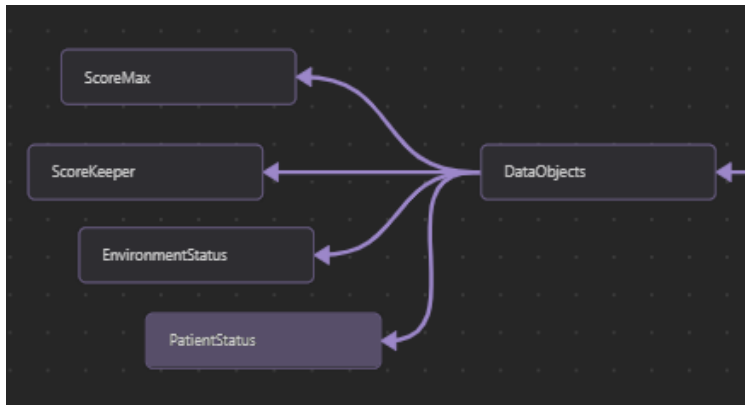 ScoreMax
ScoreKeeper
DataObjects
EnvironmentStatus
PatientStatus